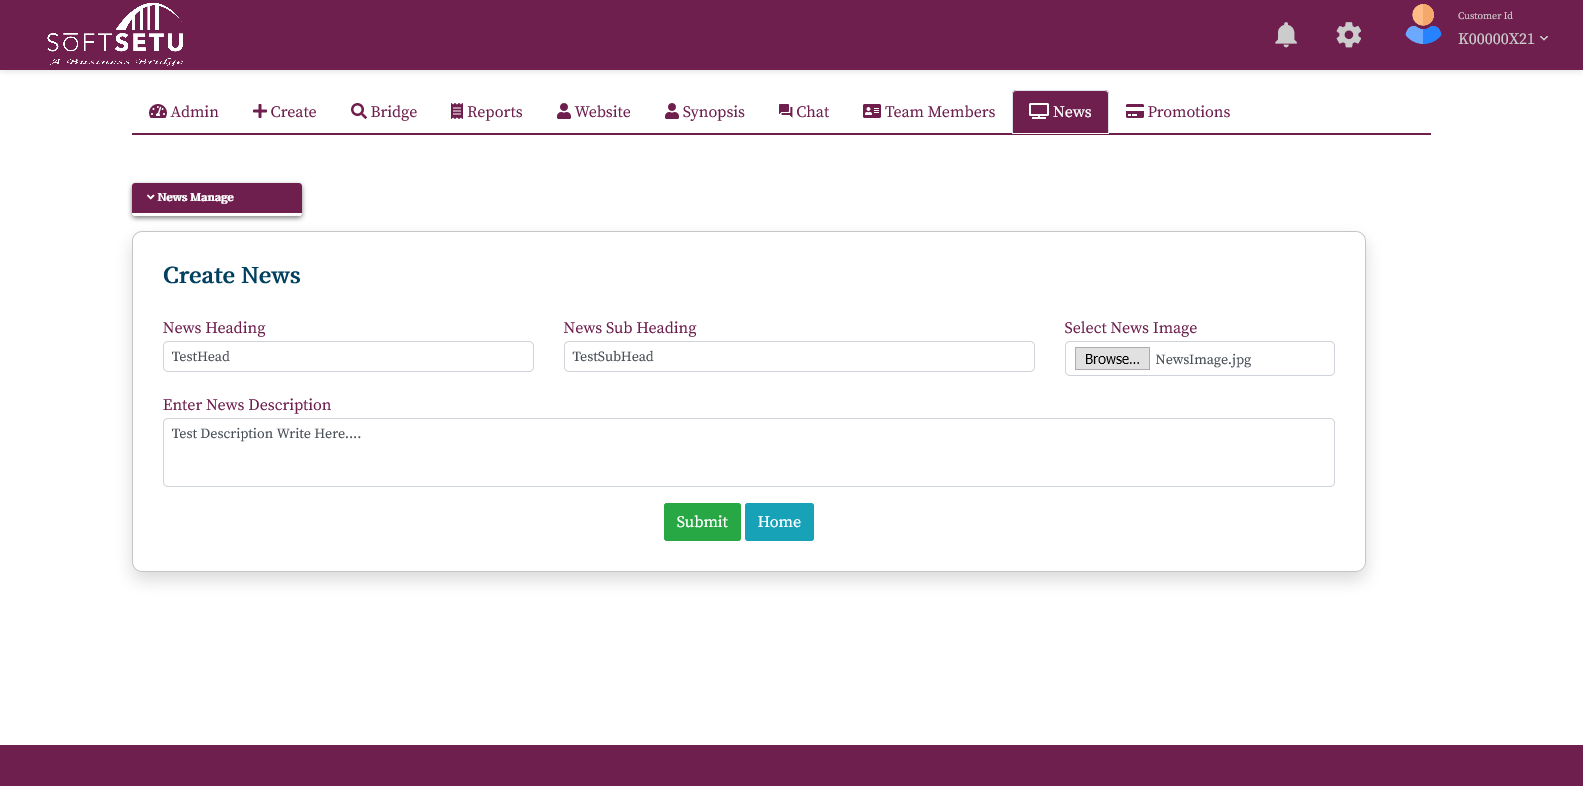 SOFTSETU
A Business Bridge
Customer Id
K00000X21
Admin
Create
Bridge
Reports
Website
Synopsis
Chat
Team Members
News
Promotions
News Manage
Create News
News Heading
News Sub Heading
Select News Image
TestHead
TestSubHead
Browse... NewsImage.jpg
Enter News Description
Test Description Write Here....
Submit
Home